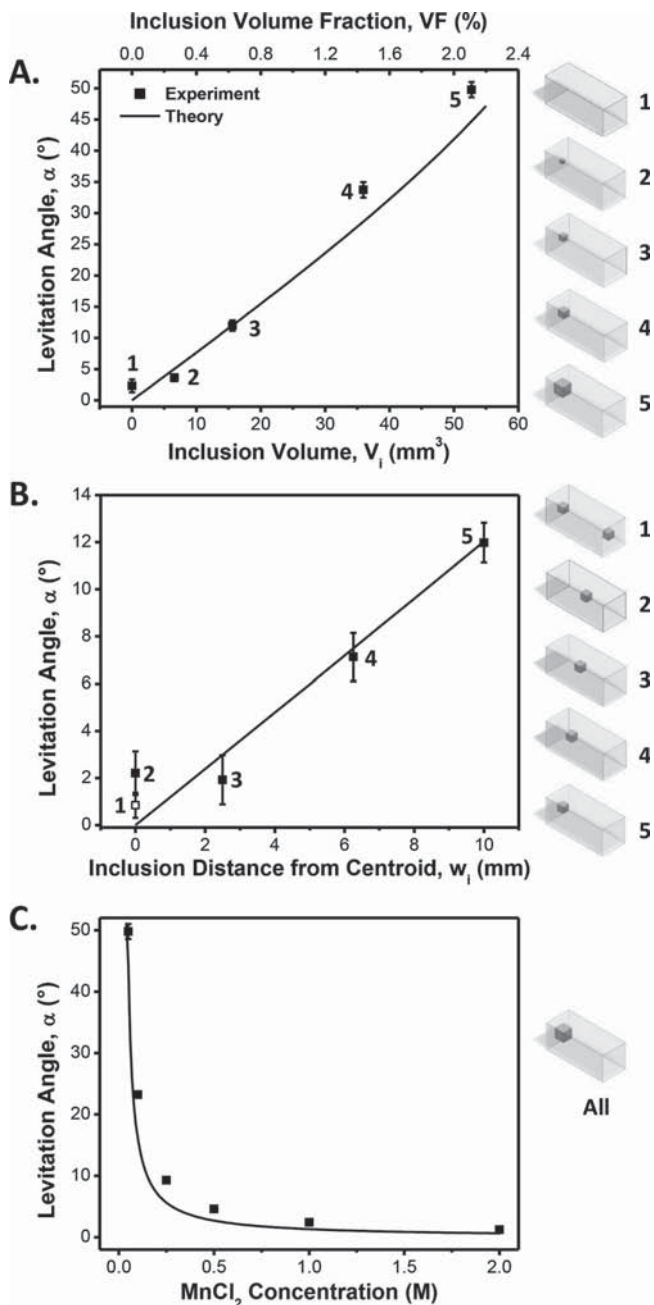 Inclusion Volume Fraction, VF (%)
0.0 0.4 0.8 1.2 1.6 2.0 2.4
A.
Levitation Angle, α (°)
50
45
40
35
30
25
20
15
10
5
0
Experiment
Theory
1
2
3
4
5
0 10 20 30 40 50 60
Inclusion Volume, Vᵢ (mm³)
1
2
3
4
5
B.
Levitation Angle, α (°)
14
12
10
8
6
4
2
0
1
2
3
4
5
0 2 4 6 8 10
Inclusion Distance from Centroid, wᵢ (mm)
1
2
3
4
5
C.
Levitation Angle, α (°)
50
40
30
20
10
0
0.0 0.5 1.0 1.5 2.0
MnCl₂ Concentration (M)
All